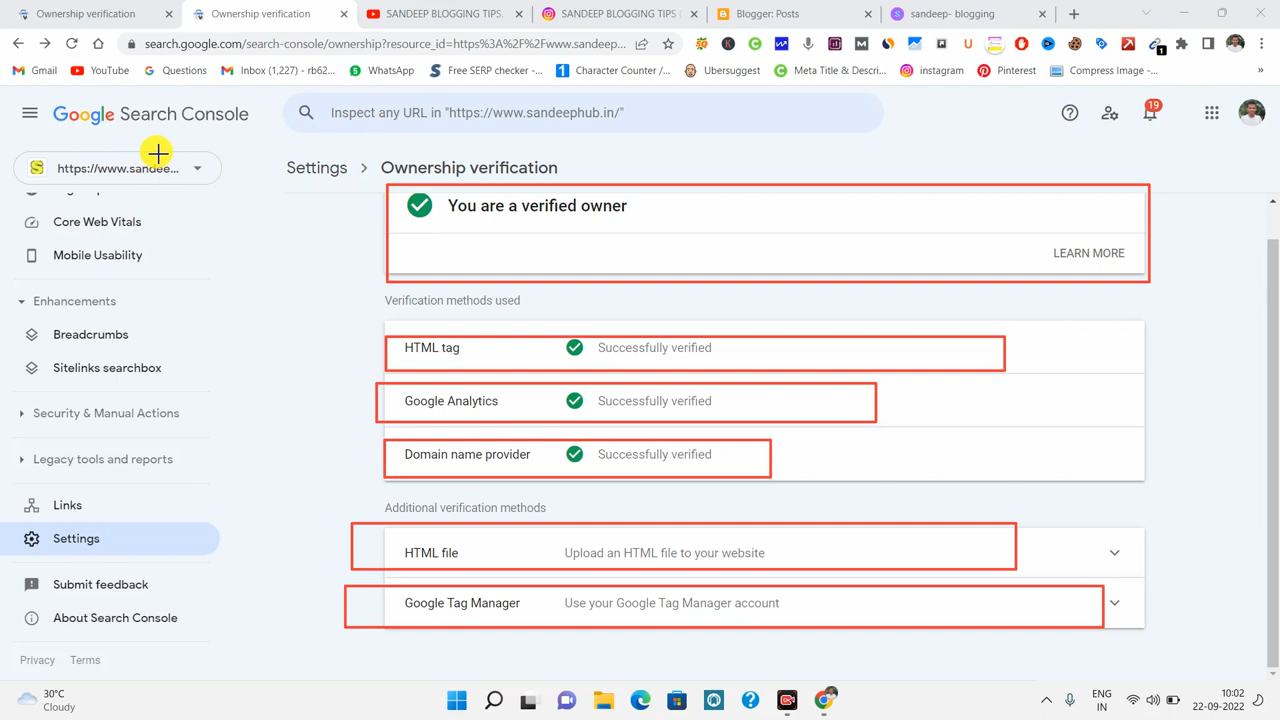 Ownership verification
Ownership verification
SANDEEP BLOGGING TIPS.
SANDEEP BLOGGING TIPS (
Blogger: Posts
sandeep- blogging
search.google.com/search-console/ownership?resource_id=https%3A%2F%2Fwww.sandeep...
Gmail
YouTube
Questions
Inbox (1,227) - rb62...
WhatsApp
Free SERP checker -...
Character Counter /...
Ubersuggest
Meta Title & Descri...
instagram
Pinterest
Compress Image -...
»
1
Google Search Console
Inspect any URL in "https://www.sandeephub.in/"
19
https://www.sandee...
Settings
Ownership verification
Core Web Vitals
Mobile Usability
Enhancements
Breadcrumbs
Sitelinks searchbox
Security & Manual Actions
Legacy tools and reports
Links
Settings
Submit feedback
About Search Console
Privacy Terms
You are a verified owner
LEARN MORE
Verification methods used
HTML tag Successfully verified
Google Analytics Successfully verified
Domain name provider Successfully verified
Additional verification methods
HTML file Upload an HTML file to your website
Google Tag Manager Use your Google Tag Manager account
30°C
Cloudy
ENG
IN
10:02
22-09-2022